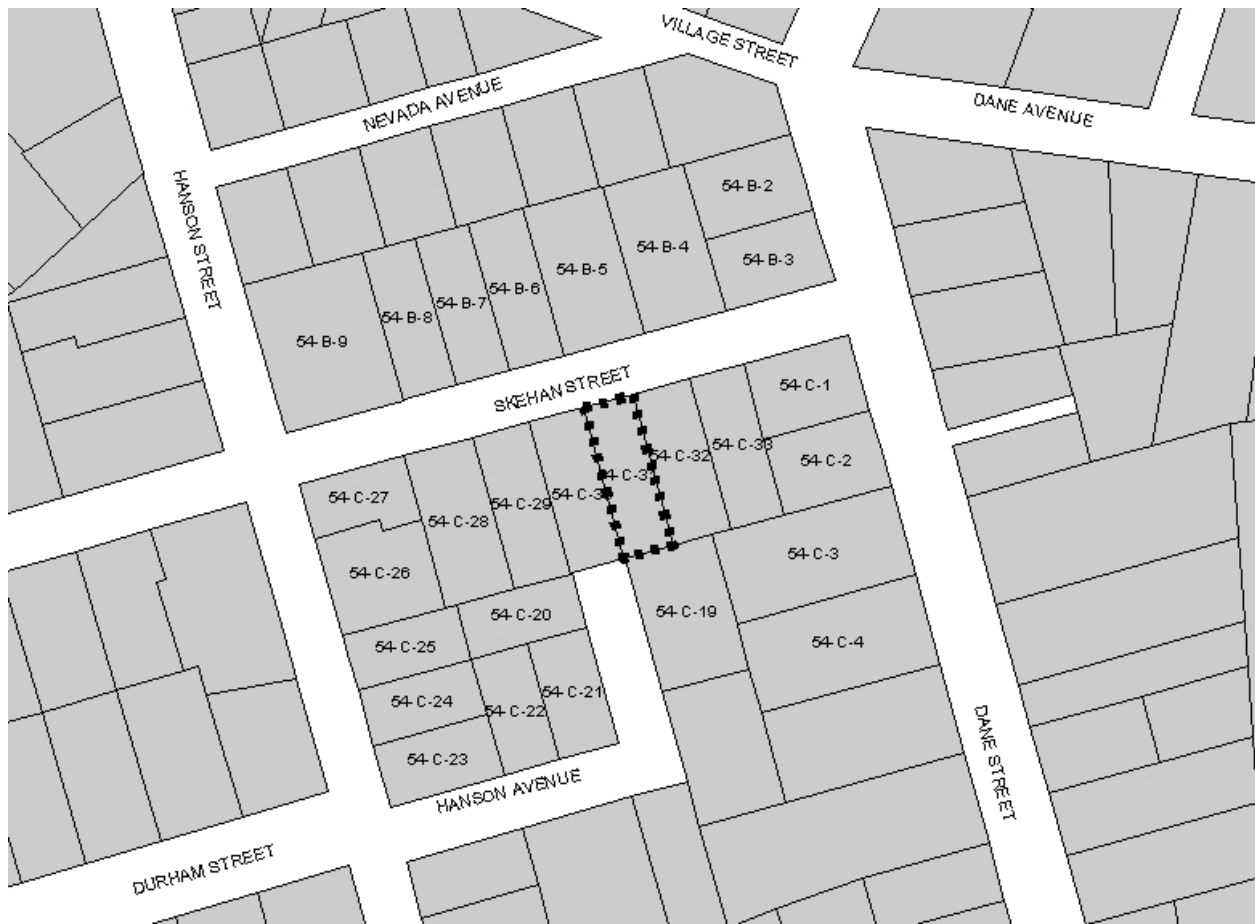 VILLAGE STREET
NEVADA AVENUE
DANE AVENUE
HANSON STREET
54-B-2
54-B-4
54-B-3
54-B-5
54-B-6
54-B-7
54-B-8
54-B-9
SKEHAN STREET
54-C-1
54-C-33
54-C-32
54-C-2
54-C-3
54-C-27
54-C-29
54-C-28
54-C-3
54-C-26
54-C-20
54-C-19
54-C-4
54-C-25
54-C-24
54-C-21
54-C-22
54-C-23
DANE STREET
HANSON AVENUE
DURHAM STREET